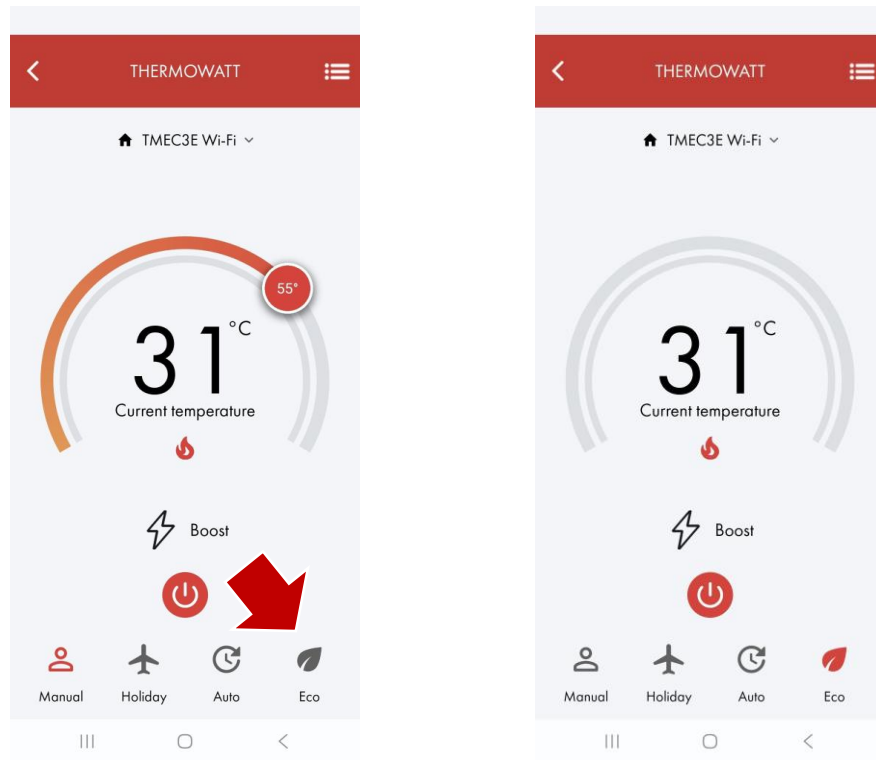 THERMOWATT
TMEC3E Wi-Fi
55°
31 °C
Current temperature
Boost
Manual Holiday Auto Eco
THERMOWATT
TMEC3E Wi-Fi
31 °C
Current temperature
Boost
Manual Holiday Auto Eco